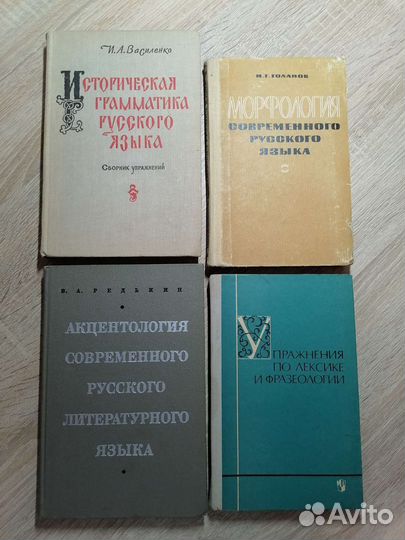 И.А.Василенко
Историческая
грамматика
русского
языка
Сборник упражнений
И.Г.ГОЛАНОВ
МОРФОЛОГИЯ
СОВРЕМЕННОГО
РУССКОГО
ЯЗЫКА
В. А. РЕДЬКИН
АКЦЕНТОЛОГИЯ
СОВРЕМЕННОГО
РУССКОГО
ЛИТЕРАТУРНОГО
ЯЗЫКА
УПРАЖНЕНИЯ
ПО ЛЕКСИКЕ
И ФРАЗЕОЛОГИИ
Avito